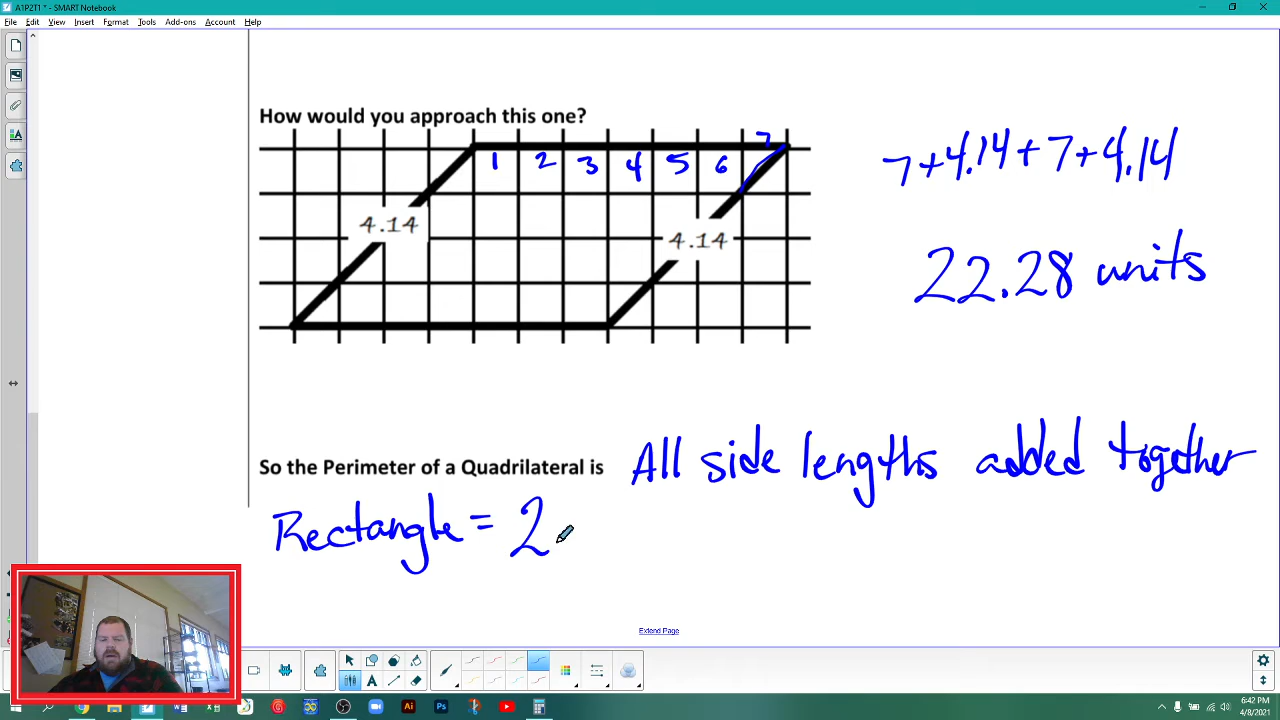 A1P2T1 * - SMART Notebook
File Edit View Insert Format Tools Add-ons Account Help
How would you approach this one?
1 2 3 4 5 6 7
4.14
4.14
7+4.14+7+4.14
22.28 units
So the Perimeter of a Quadrilateral is All side lengths added together
Rectangle = 2
Extend Page
6:42 PM
4/8/2021